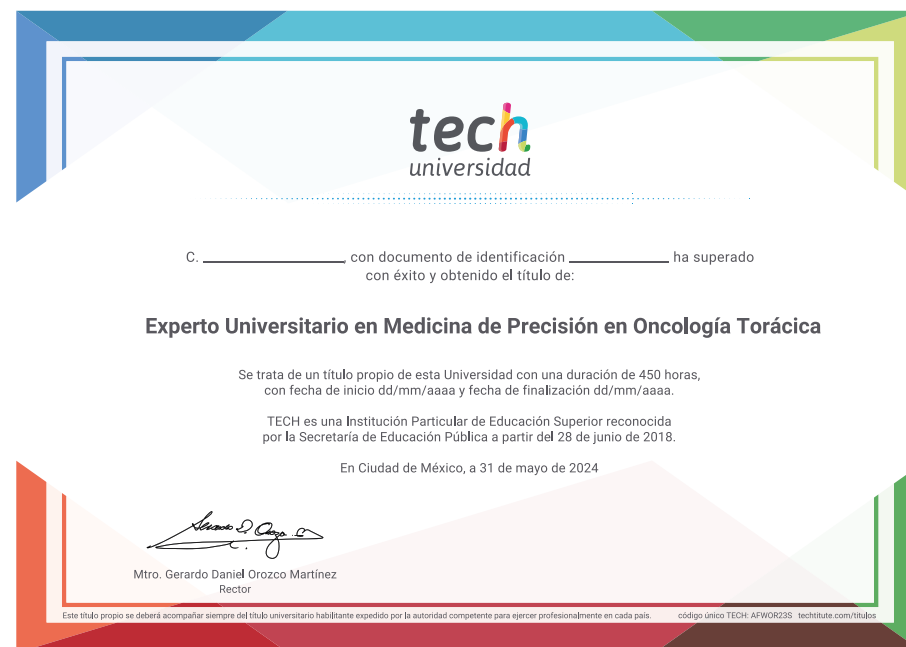 tech
universidad
C. ____________, con documento de identificación ____________ ha superado
con éxito y obtenido el título de:
Experto Universitario en Medicina de Precisión en Oncología Torácica
Se trata de un título propio de esta Universidad con una duración de 450 horas,
con fecha de inicio dd/mm/aaaa y fecha de finalización dd/mm/aaaa.
TECH es una Institución Particular de Educación Superior reconocida
por la Secretaría de Educación Pública a partir del 28 de junio de 2018.
En Ciudad de México, a 31 de mayo de 2024
Mtro. Gerardo Daniel Orozco Martínez
Rector
Este título propio se deberá acompañar siempre del título universitario habilitante expedido por la autoridad competente para ejercer profesionalmente en cada país. código único TECH: AFWOR23S techtitute.com/titulos